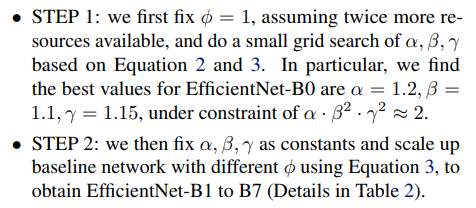 • STEP 1: we first fix ϕ = 1, assuming twice more re-
sources available, and do a small grid search of α, β, γ
based on Equation 2 and 3. In particular, we find
the best values for EfficientNet-B0 are α = 1.2, β =
1.1, γ = 1.15, under constraint of α · β² · γ² ≈ 2.
• STEP 2: we then fix α, β, γ as constants and scale up
baseline network with different ϕ using Equation 3, to
obtain EfficientNet-B1 to B7 (Details in Table 2).